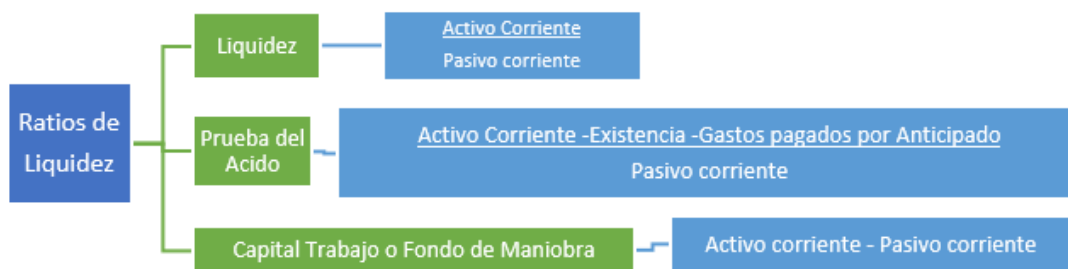 Ratios de
Liquidez
Liquidez
Activo Corriente
Pasivo corriente
Prueba del
Acido
Activo Corriente -Existencia -Gastos pagados por Anticipado
Pasivo corriente
Capital Trabajo o Fondo de Maniobra
Activo corriente - Pasivo corriente